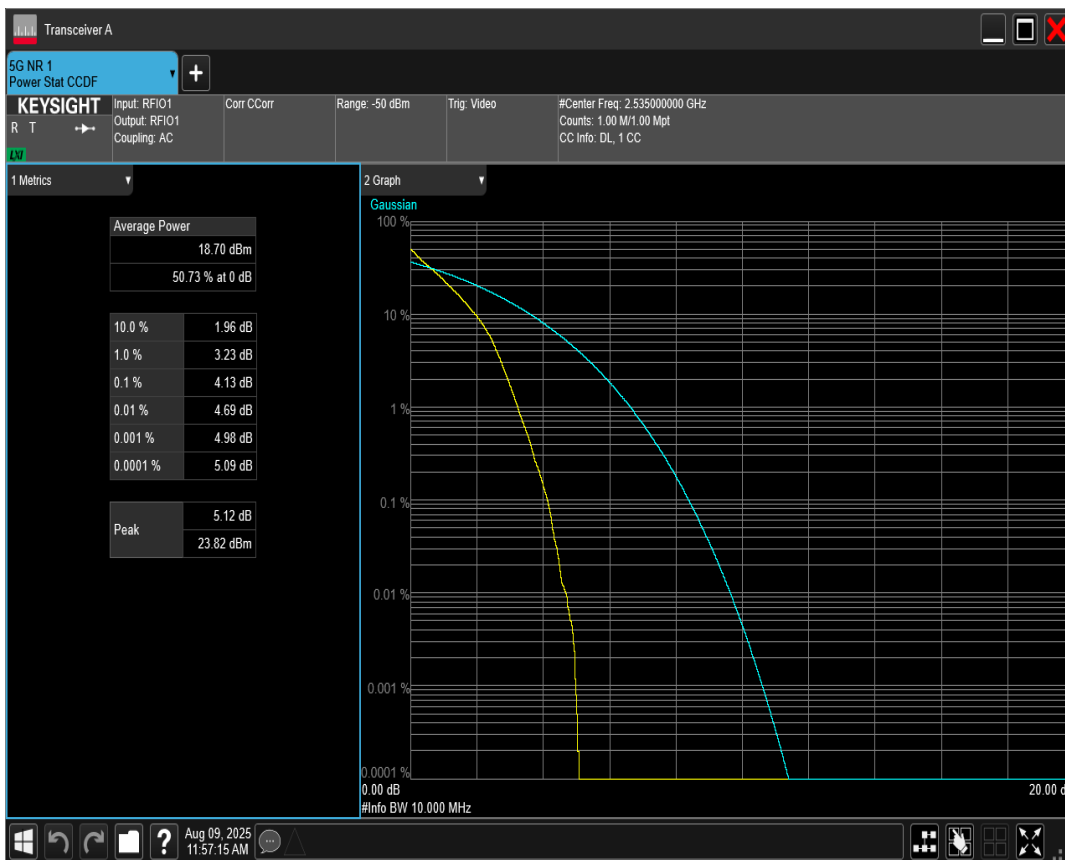 Transceiver A
5G NR 1
Power Stat CCDF
KEYSIGHT
R T
LXI
Input: RFIO1
Output: RFIO1
Coupling: AC
Corr CCorr
Range: -50 dBm
Trig: Video
#Center Freq: 2.535000000 GHz
Counts: 1.00 M/1.00 Mpt
CC Info: DL, 1 CC
1 Metrics
Average Power
18.70 dBm
50.73 % at 0 dB
10.0 % 1.96 dB
1.0 % 3.23 dB
0.1 % 4.13 dB
0.01 % 4.69 dB
0.001 % 4.98 dB
0.0001 % 5.09 dB
Peak 5.12 dB
23.82 dBm
2 Graph
Gaussian
100 %
10 %
1 %
0.1 %
0.01 %
0.001 %
0.0001 %
0.00 dB 20.00 d
#Info BW 10.000 MHz
?
Aug 09, 2025
11:57:15 AM